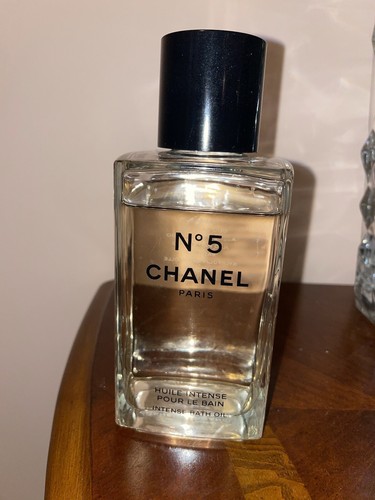 N°5
CHANEL
PARIS
HUILE INTENSE
POUR LE BAIN
INTENSE BATH OIL